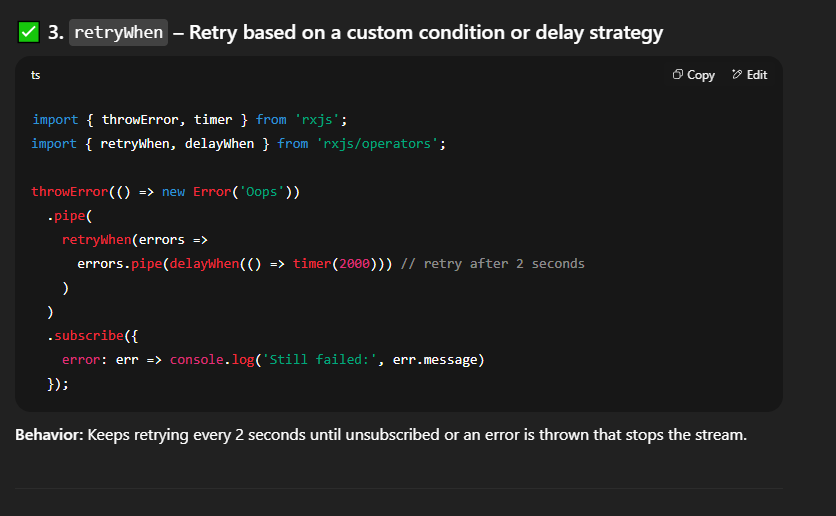 ✅ 3. retryWhen – Retry based on a custom condition or delay strategy
ts Copy Edit
import { throwError, timer } from 'rxjs';
import { retryWhen, delayWhen } from 'rxjs/operators';
throwError(() => new Error('Oops'))
.pipe(
retryWhen(errors =>
errors.pipe(delayWhen(() => timer(2000))) // retry after 2 seconds
)
)
.subscribe({
error: err => console.log('Still failed:', err.message)
});
Behavior: Keeps retrying every 2 seconds until unsubscribed or an error is thrown that stops the stream.